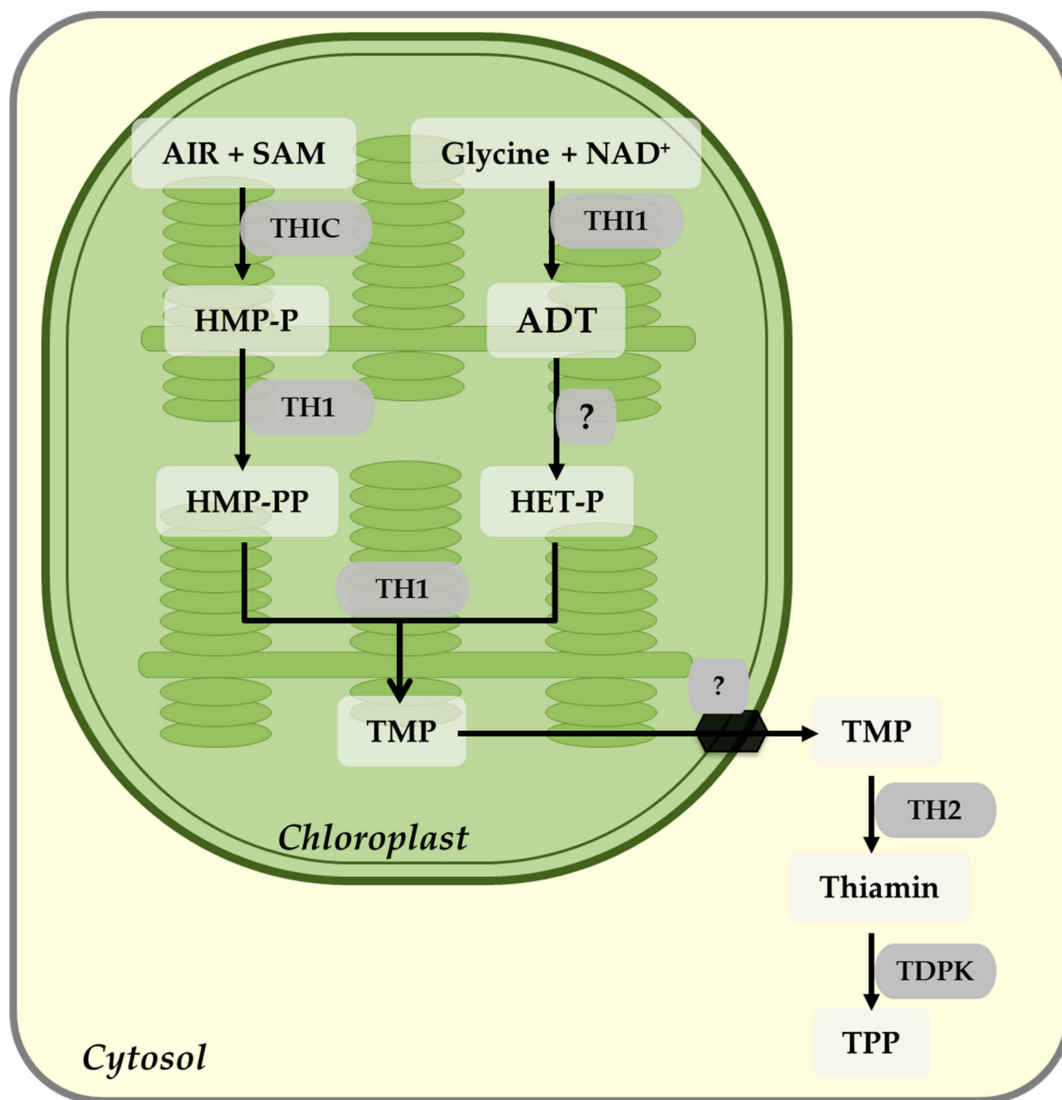 AIR + SAM
Glycine + NAD⁺
THIC
THI1
HMP-P
ADT
TH1
?
HMP-PP
HET-P
TH1
?
TMP
TMP
TH2
Chloroplast
Thiamin
TDPK
TPP
Cytosol